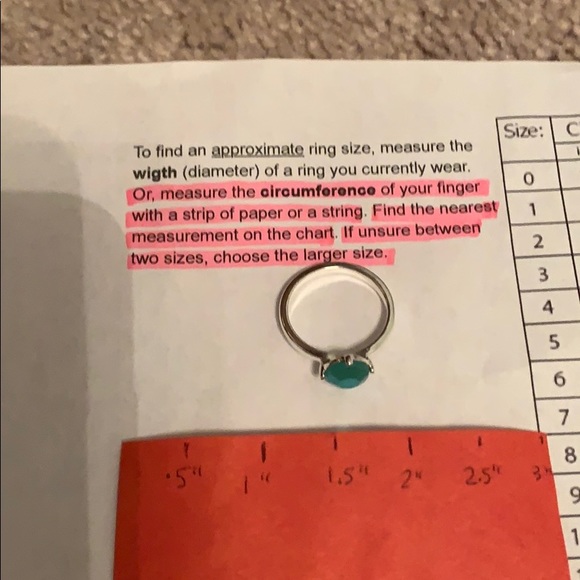 To find an approximate ring size, measure the
wigth (diameter) of a ring you currently wear.
Or, measure the circumference of your finger
with a strip of paper or a string. Find the nearest
measurement on the chart. If unsure between
two sizes, choose the larger size.
Size: C
0
1
2
3
4
5
6
7
8
9
1
.5" 1" 1.5" 2" 2.5" 3"